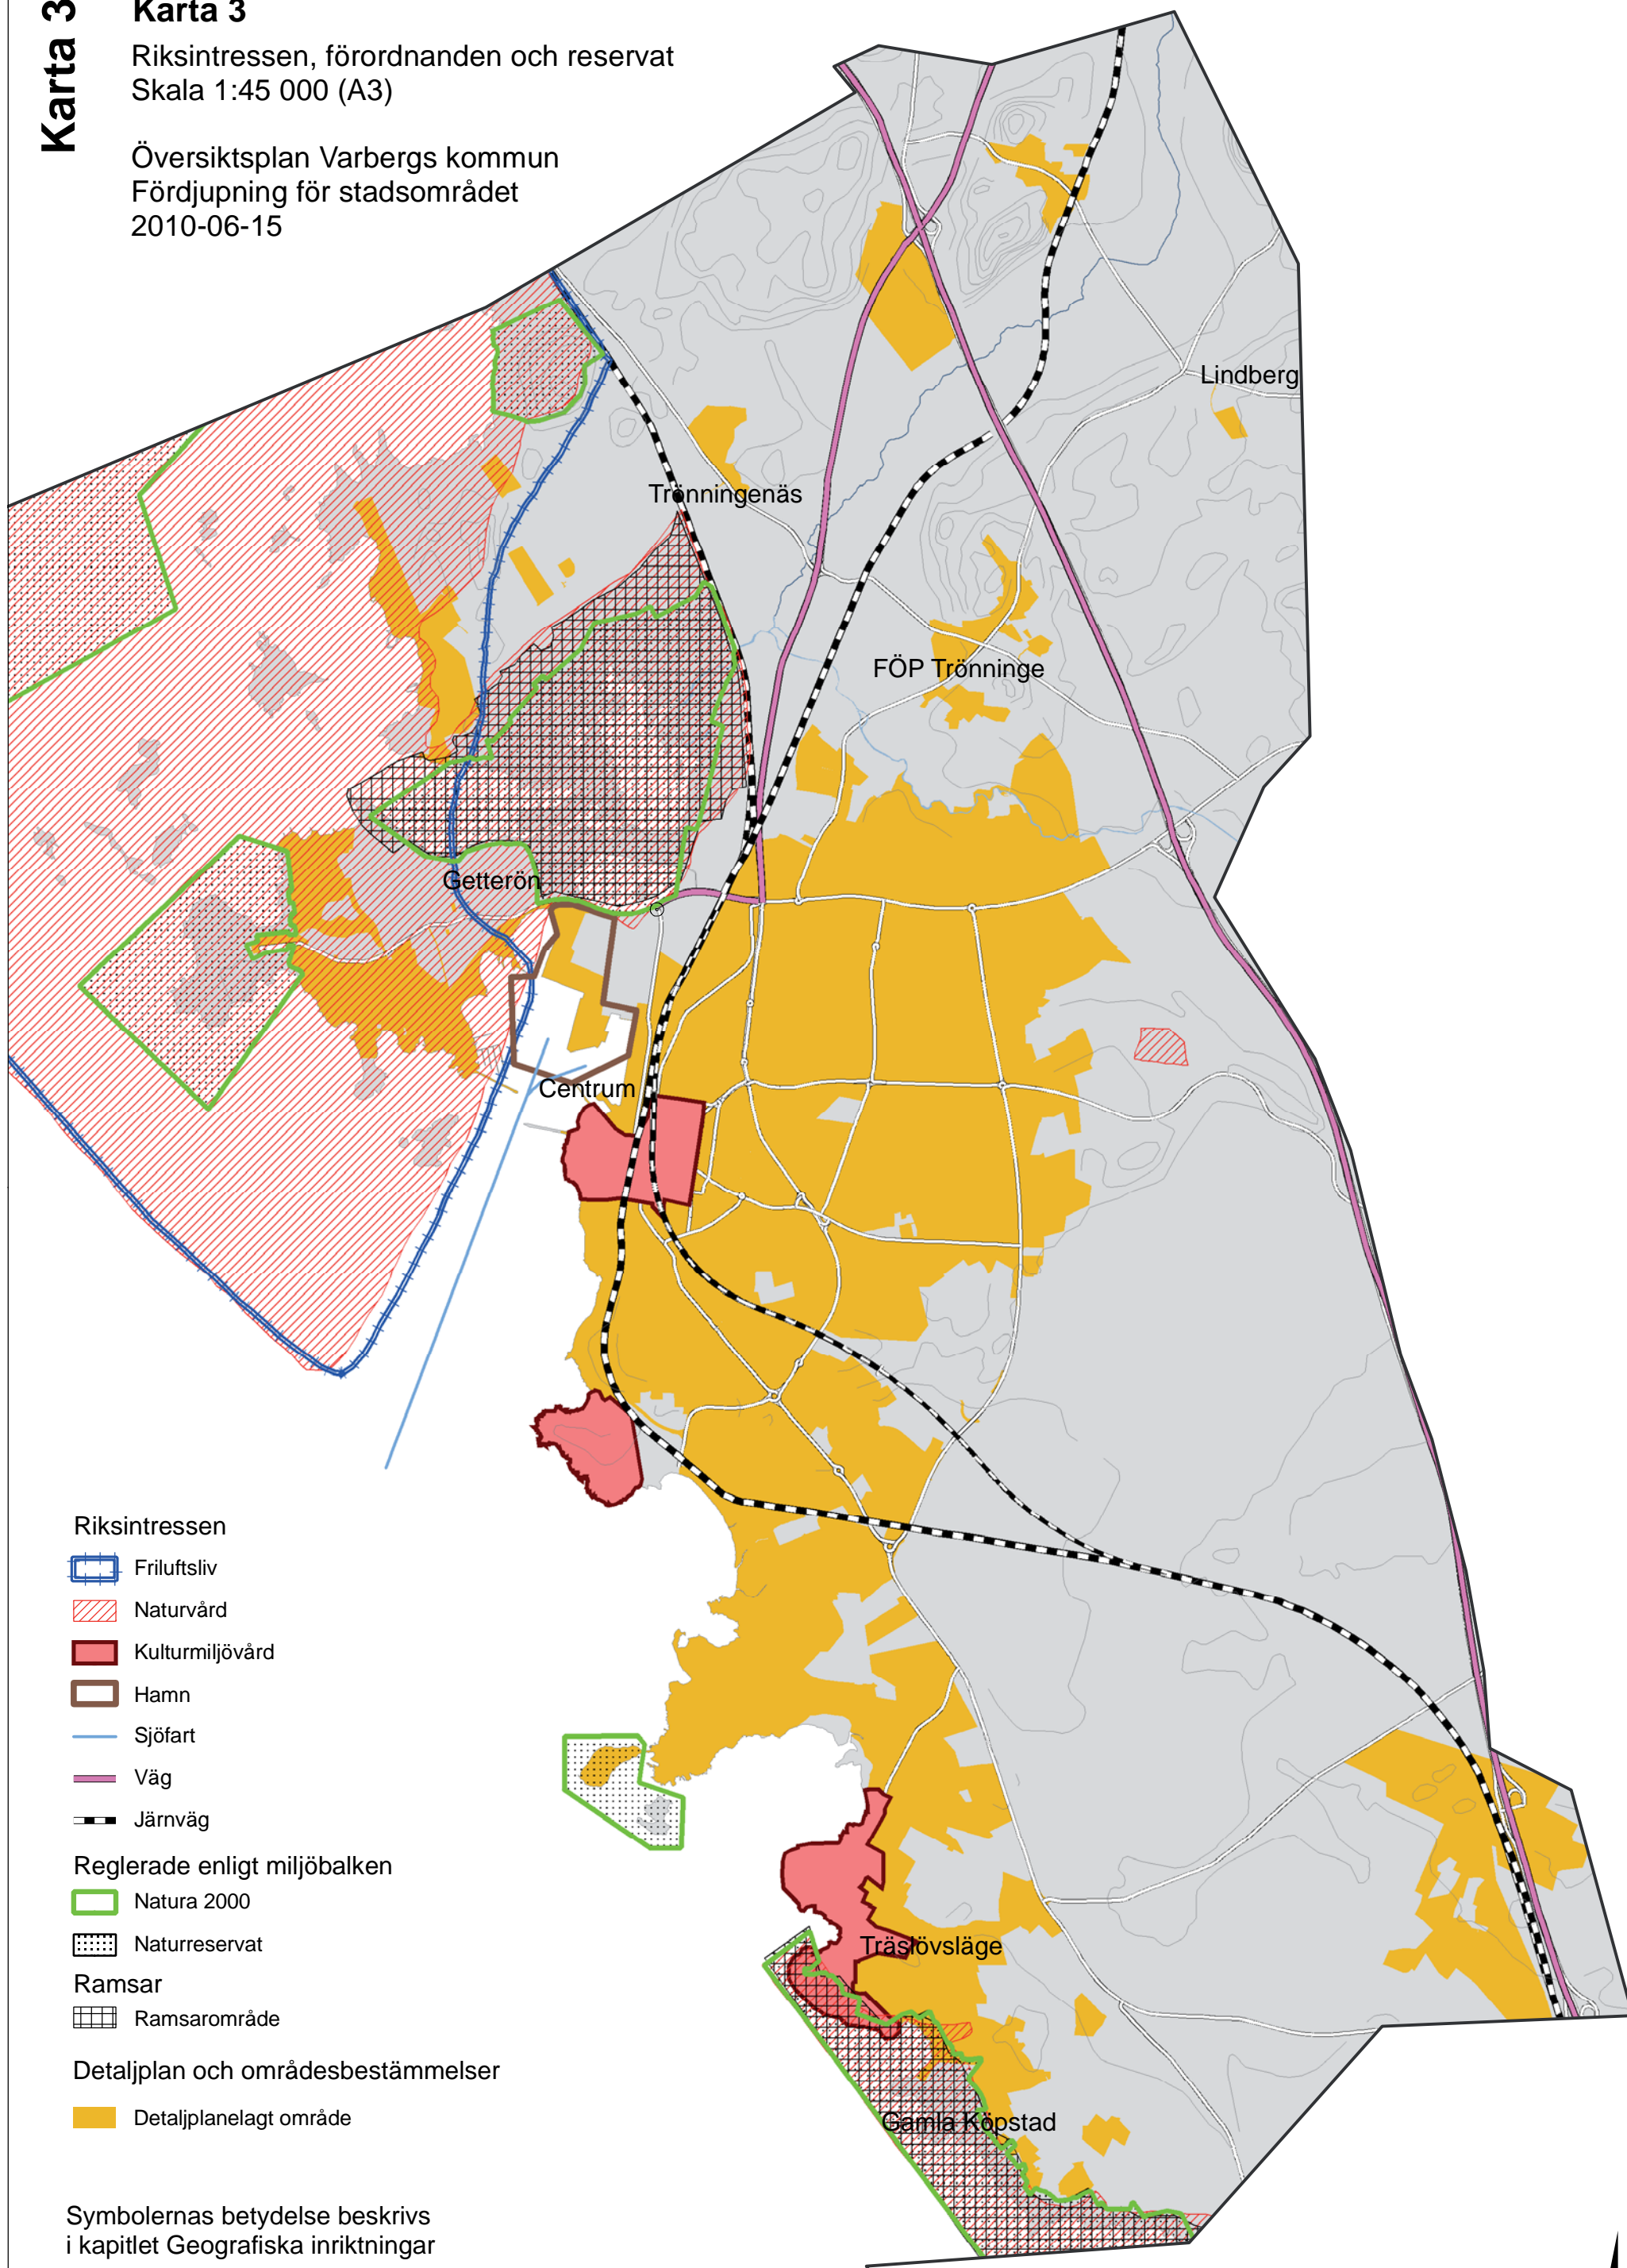 Karta 3
Karta 3
Riksintressen, förordnanden och reservat
Skala 1:45 000 (A3)
Översiktsplan Varbergs kommun
Fördjupning för stadsområdet
2010-06-15
Lindberg
Trönningenäs
FÖP Trönninge
Getterön
Centrum
Träslövsläge
Gamla Köpstad
Riksintressen
Friluftsliv
Naturvård
Kulturmiljövård
Hamn
Sjöfart
Väg
Järnväg
Reglerade enligt miljöbalken
Natura 2000
Naturreservat
Ramsar
Ramsarområde
Detaljplan och områdesbestämmelser
Detaljplanelagt område
Symbolernas betydelse beskrivs
i kapitlet Geografiska inriktningar